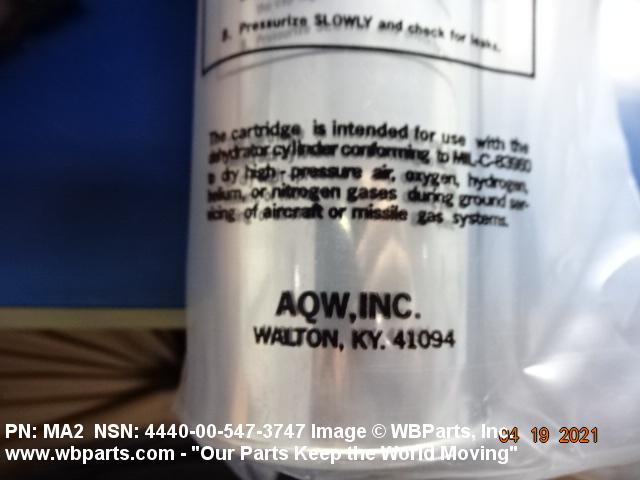 8. Pressurize SLOWLY and check for leaks.
The cartridge is intended for use with the
dehydrator cylinder conforming to MIL-C-83980
to dry high-pressure air, oxygen, hydrogen,
helium, or nitrogen gases during ground ser-
vicing of aircraft or missile gas systems.
AQW,INC.
WALTON, KY. 41094
PN: MA2 NSN: 4440-00-547-3747 Image © WBParts, Inc.
04 19 2021
www.wbparts.com - "Our Parts Keep the World Moving"